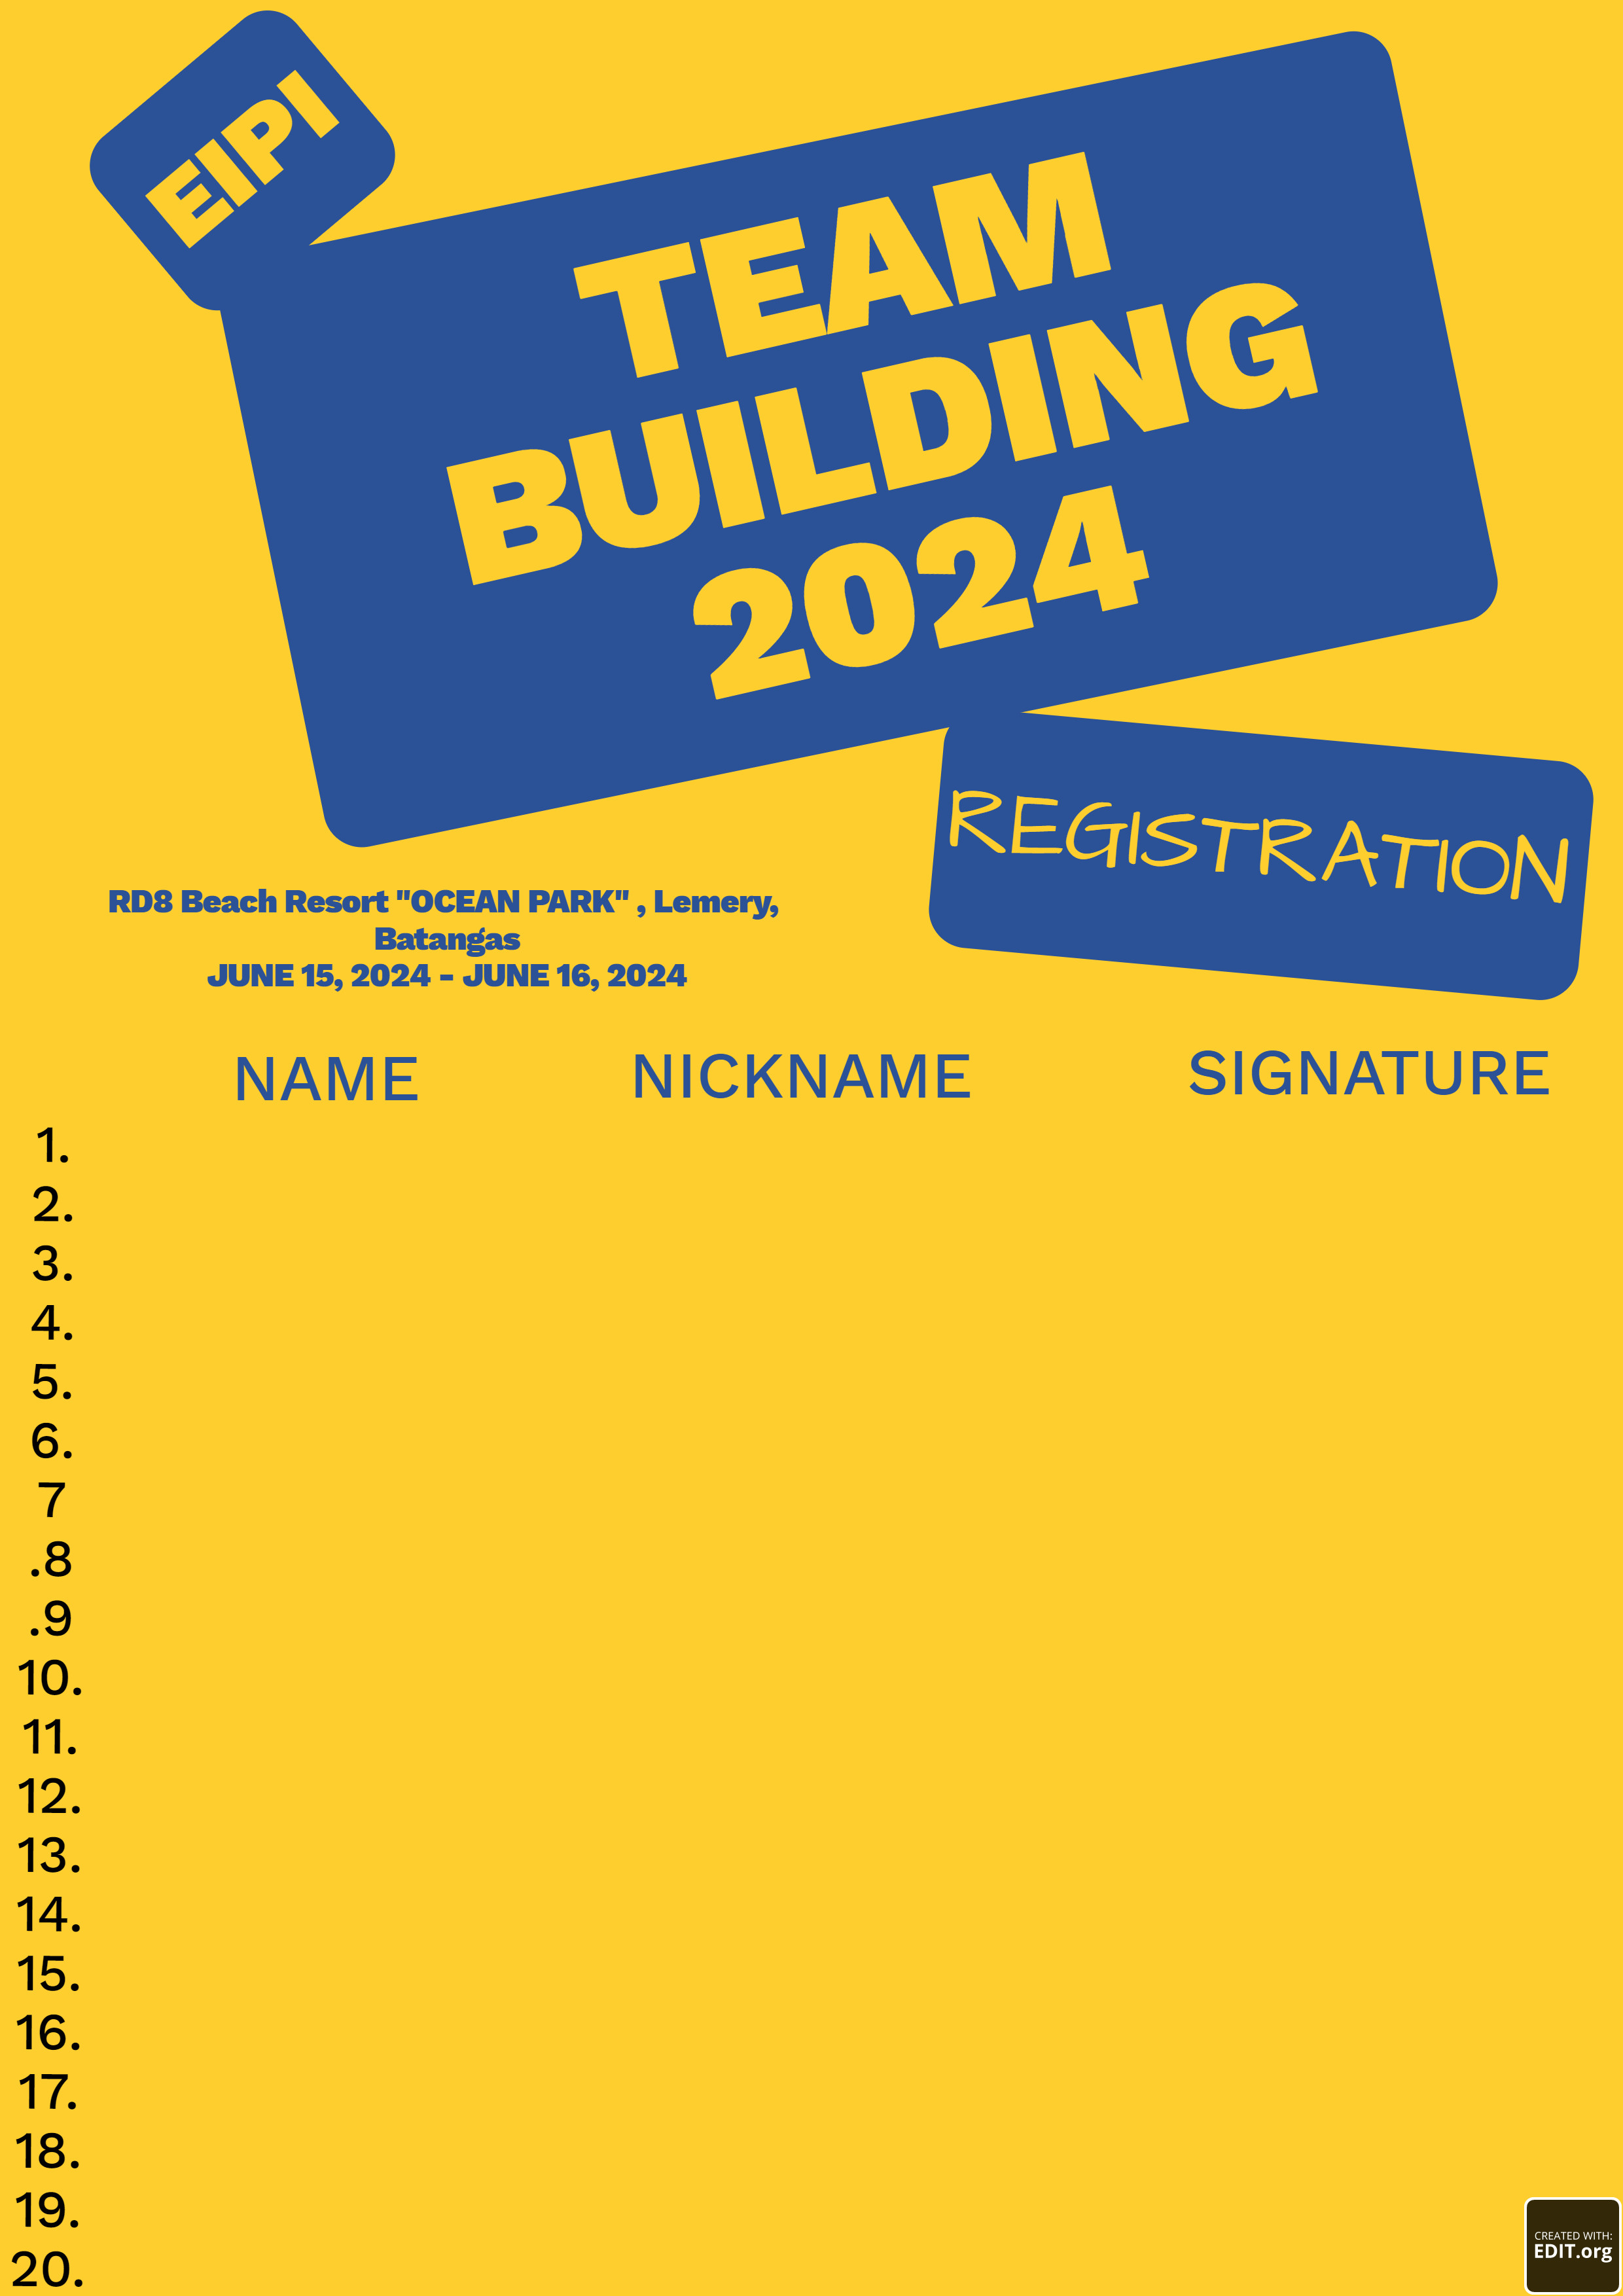 EIPI
TEAM
BUILDING
2024
REGISTRATION
RD8 Beach Resort "OCEAN PARK" , Lemery,
Batangas
JUNE 15, 2024 - JUNE 16, 2024
NAME NICKNAME SIGNATURE
1.
2.
3.
4.
5.
6.
7
.8
.9
10.
11.
12.
13.
14.
15.
16.
17.
18.
19.
20.
CREATED WITH:
EDIT.org